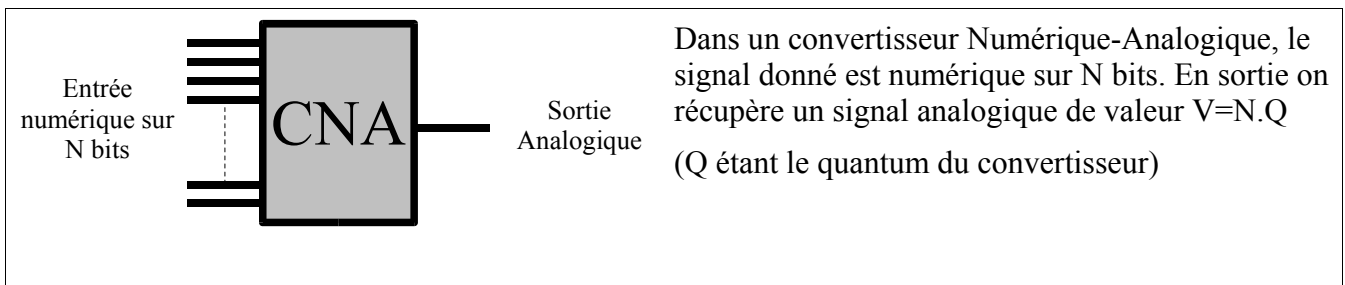 Entrée
numérique sur
N bits
CNA
Sortie
Analogique
Dans un convertisseur Numérique-Analogique, le
signal donné est numérique sur N bits. En sortie on
récupère un signal analogique de valeur V=N.Q
(Q étant le quantum du convertisseur)